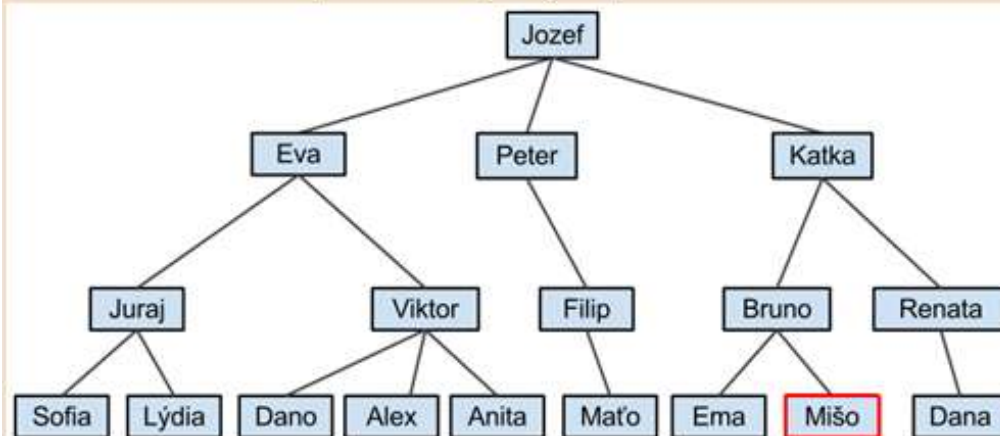 Jozef
Eva Peter Katka
Juraj Viktor Filip Bruno Renata
Sofia Lýdia Dano Alex Anita Maťo Ema Mišo Dana